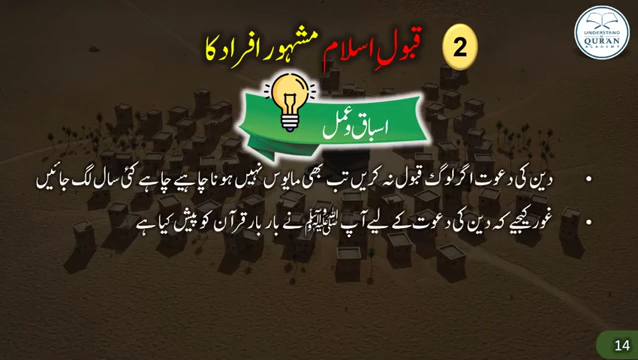 2 قبولِ اسلام مشہور افراد کا
UNDERSTAND
QURAN
ACADEMY
اسباق و عمل
• دین کی دعوت اگر لوگ قبول نہ کریں تب بھی مایوس نہیں ہونا چاہیے چاہے کئی سال لگ جائیں
• غور کیجیے کہ دین کی دعوت کے لیے آپ ﷺ نے بار بار قرآن کو پیش کیا ہے
14